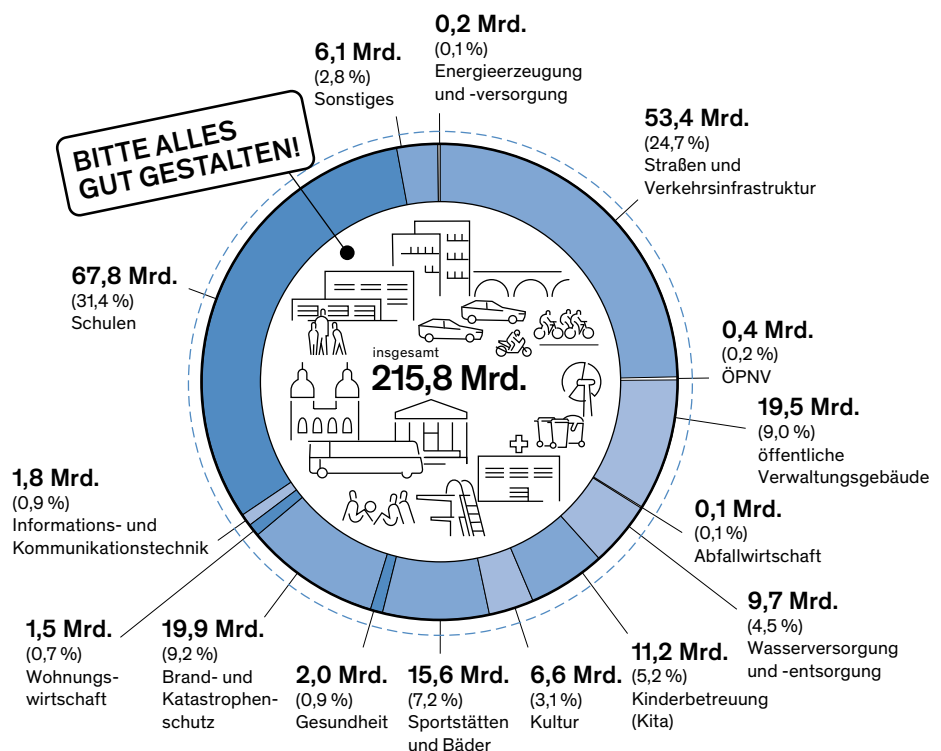 0,2 Mrd.
(0,1 %)
Energieerzeugung
und -versorgung
6,1 Mrd.
(2,8 %)
Sonstiges
53,4 Mrd.
(24,7 %)
Straßen und
Verkehrsinfrastruktur
BITTE ALLES
GUT GESTALTEN!
67,8 Mrd.
(31,4 %)
Schulen
insgesamt
215,8 Mrd.
0,4 Mrd.
(0,2 %)
ÖPNV
19,5 Mrd.
(9,0 %)
öffentliche
Verwaltungsgebäude
1,8 Mrd.
(0,9 %)
Informations- und
Kommunikationstechnik
0,1 Mrd.
(0,1 %)
Abfallwirtschaft
9,7 Mrd.
(4,5 %)
Wasserversorgung
und -entsorgung
1,5 Mrd.
(0,7 %)
Wohnungs-
wirtschaft
19,9 Mrd.
(9,2 %)
Brand- und
Katastrophen-
schutz
2,0 Mrd.
(0,9 %)
Gesundheit
15,6 Mrd.
(7,2 %)
Sportstätten
und Bäder
6,6 Mrd.
(3,1 %)
Kultur
11,2 Mrd.
(5,2 %)
Kinderbetreuung
(Kita)